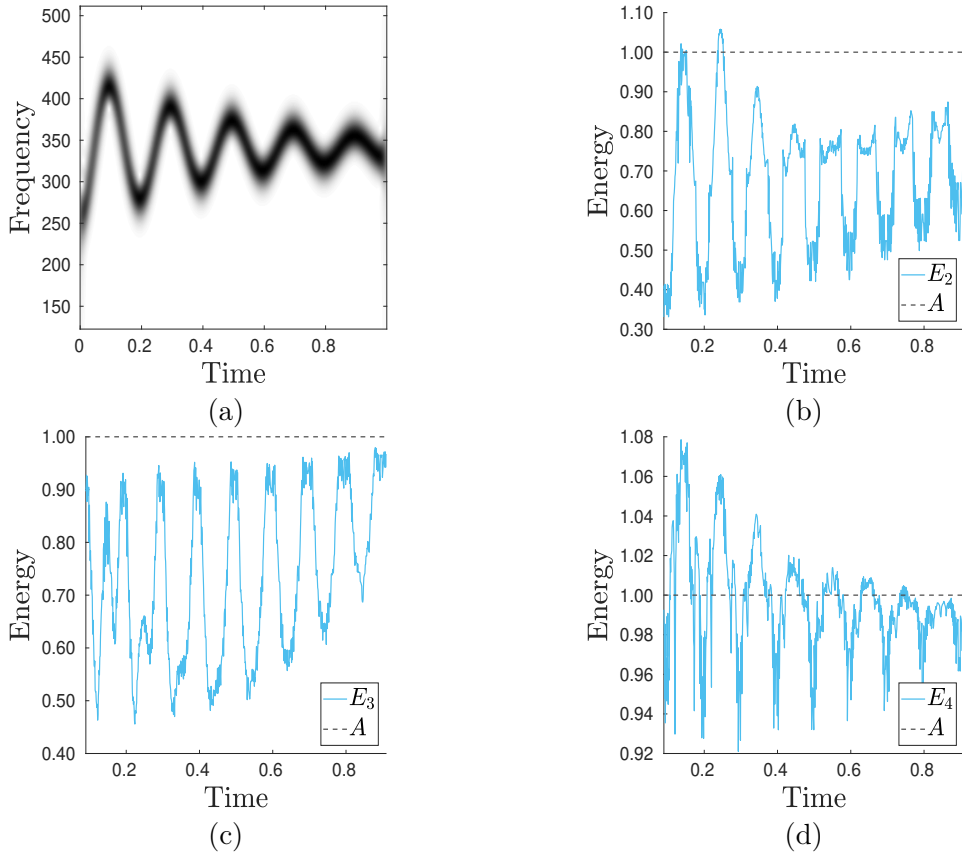 500
450
400
350
300
250
200
150
Frequency
0
0.2
0.4
0.6
0.8
Time
(a)
1.10
1.00
0.90
0.80
0.70
0.60
0.50
0.40
0.30
Energy
E₂
A
0.2
0.4
0.6
0.8
Time
(b)
1.00
0.90
0.80
0.70
0.60
0.50
0.40
Energy
E₃
A
0.2
0.4
0.6
0.8
Time
(c)
1.08
1.06
1.04
1.02
1.00
0.98
0.96
0.94
0.92
Energy
E₄
A
0.2
0.4
0.6
0.8
Time
(d)